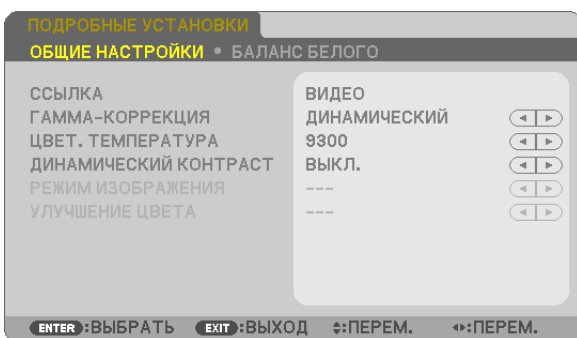 ПОДРОБНЫЕ УСТАНОВКИ
ОБЩИЕ НАСТРОЙКИ • БАЛАНС БЕЛОГО
ССЫЛКА ВИДЕО
ГАММА-КОРРЕКЦИЯ ДИНАМИЧЕСКИЙ
ЦВЕТ. ТЕМПЕРАТУРА 9300
ДИНАМИЧЕСКИЙ КОНТРАСТ ВЫКЛ.
РЕЖИМ ИЗОБРАЖЕНИЯ ---
УЛУЧШЕНИЕ ЦВЕТА ---
ENTER:ВЫБРАТЬ EXIT:ВЫХОД :ПЕРЕМ. :ПЕРЕМ.